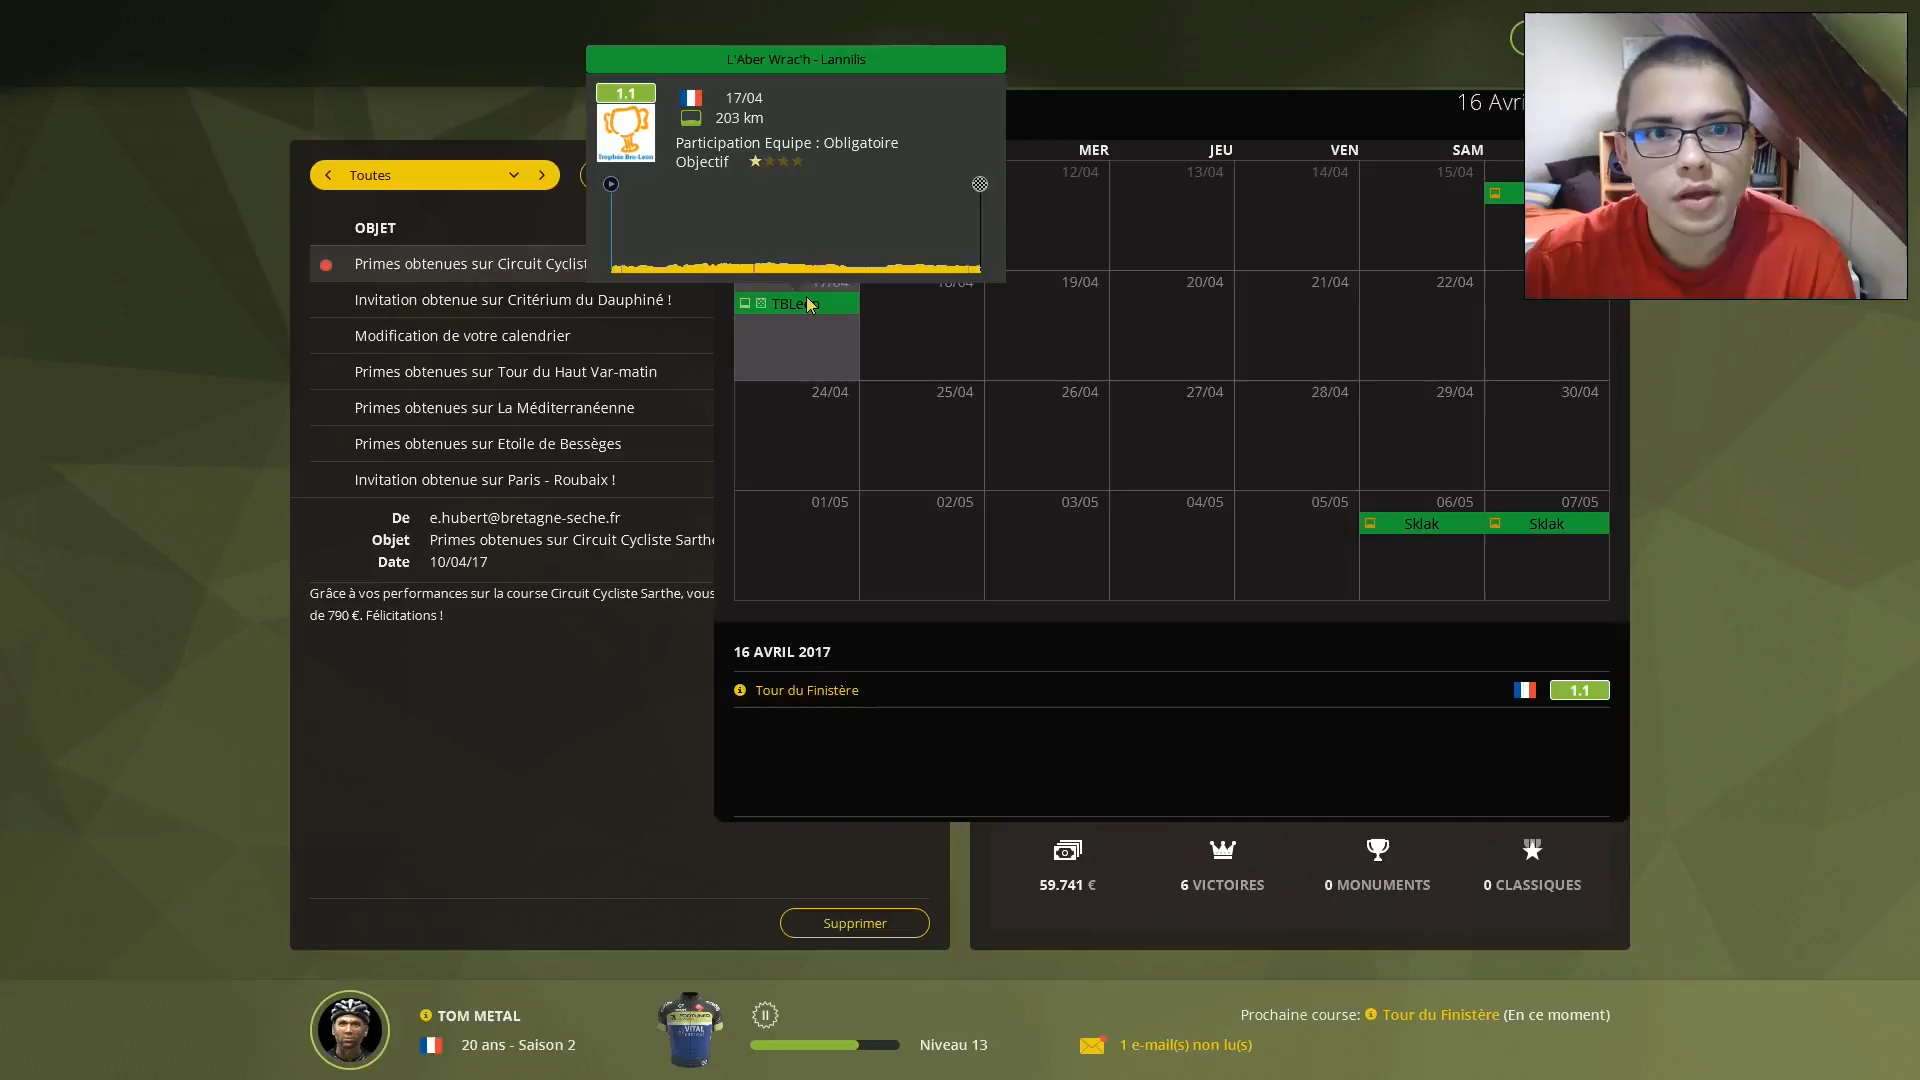 L'Aber Wrac'h - Lannilis
1.1
17/04
203 km
Trophée Bro-Leon
Participation Equipe : Obligatoire
Objectif
16 Avri
Toutes
MER JEU VEN SAM
12/04 13/04 14/04 15/04
OBJET
Primes obtenues sur Circuit Cyclist
Invitation obtenue sur Critérium du Dauphiné !
Modification de votre calendrier
Primes obtenues sur Tour du Haut Var-matin
Primes obtenues sur La Méditerranéenne
Primes obtenues sur Etoile de Bessèges
Invitation obtenue sur Paris - Roubaix !
17/04 18/04 19/04 20/04 21/04 22/04
24/04 25/04 26/04 27/04 28/04 29/04 30/04
01/05 02/05 03/05 04/05 05/05 06/05 07/05
Sklak Sklak
De e.hubert@bretagne-seche.fr
Objet Primes obtenues sur Circuit Cycliste Sarthe
Date 10/04/17
Grâce à vos performances sur la course Circuit Cycliste Sarthe, vous
de 790 €. Félicitations !
16 AVRIL 2017
Tour du Finistère 1.1
59.741 € 6 VICTOIRES 0 MONUMENTS 0 CLASSIQUES
Supprimer
TOM METAL
20 ans - Saison 2
VITAL
Niveau 13
Prochaine course: Tour du Finistère (En ce moment)
1 e-mail(s) non lu(s)